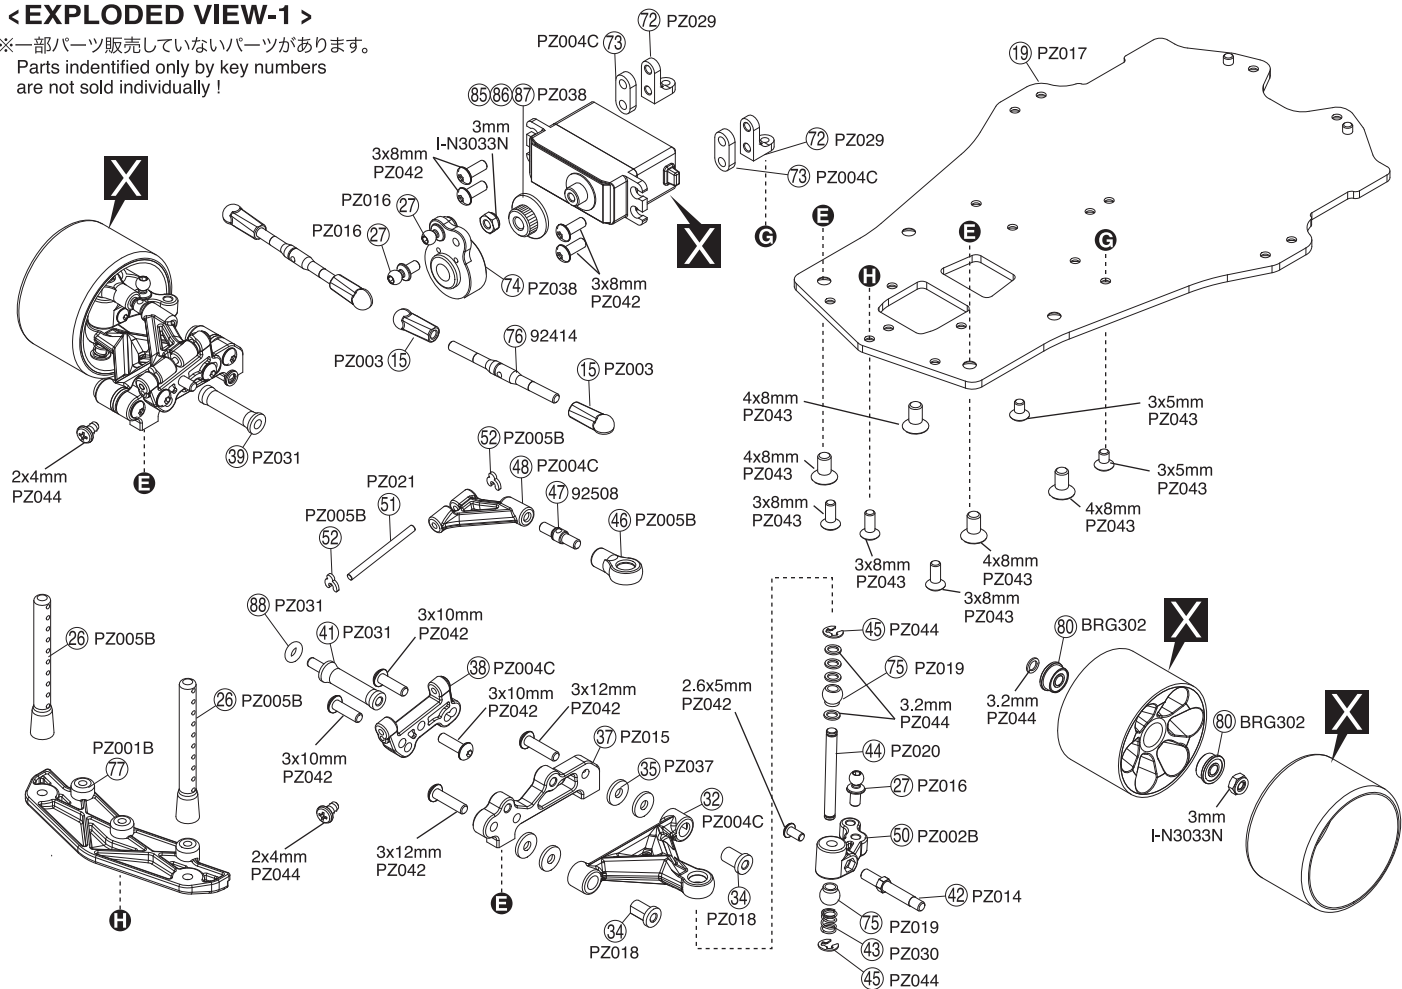 <EXPLODED VIEW-1 >
※一部パーツ販売していないパーツがあります。
Parts indentified only by key numbers
are not sold individually !
72 PZ029
PZ004C 73
85 86 87 PZ038
3mm
I-N3033N
3x8mm
PZ042
PZ016 27
PZ016 27
74 PZ038
3x8mm
PZ042
X
72 PZ029
73 PZ004C
G
19 PZ017
E
E
G
H
X
2x4mm
PZ044
E
39 PZ031
PZ003 15
76 92414
15 PZ003
4x8mm
PZ043
4x8mm
PZ043
3x8mm
PZ043
3x8mm
PZ043
4x8mm
PZ043
3x8mm
PZ043
3x5mm
PZ043
3x5mm
PZ043
4x8mm
PZ043
52 PZ005B
48 PZ004C
47 92508
46 PZ005B
PZ021
51
PZ005B
52
26 PZ005B
26 PZ005B
PZ001B
77
H
2x4mm
PZ044
88 PZ031
41 PZ031
3x10mm
PZ042
38 PZ004C
3x10mm
PZ042
3x10mm
PZ042
3x12mm
PZ042
37 PZ015
35 PZ037
32
PZ004C
3x12mm
PZ042
E
34
PZ018
34
PZ018
2.6x5mm
PZ042
45 PZ044
75 PZ019
3.2mm
PZ044
44 PZ020
27 PZ016
50 PZ002B
42 PZ014
75 PZ019
43 PZ030
45 PZ044
80 BRG302
3.2mm
PZ044
X
80 BRG302
3mm
I-N3033N
X